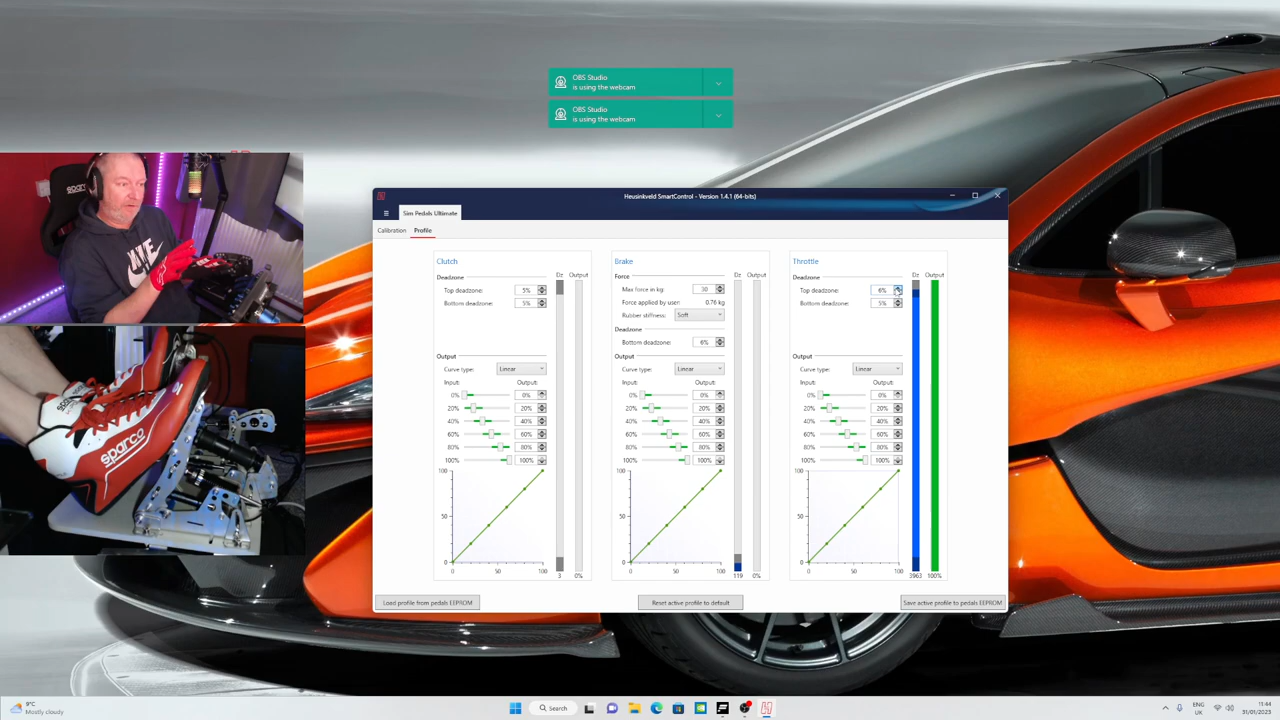 OBS Studio
is using the webcam
OBS Studio
is using the webcam
Heusinkveld SmartControl - Version 1.4.1 (64-bits)
Sim Pedals Ultimate
Calibration Profile
Clutch
Deadzone
Top deadzone: 5%
Bottom deadzone: 5%
Dz Output
Output
Curve type: Linear
Input: Output:
0% 0%
20% 20%
40% 40%
60% 60%
80% 80%
100% 100%
100
50
0
0 50 100
3 0%
Brake
Force
Max force in kg: 30
Force applied by user: 0.76 kg
Rubber stiffness: Soft
Deadzone
Bottom deadzone: 6%
Dz Output
Output
Curve type: Linear
Input: Output:
0% 0%
20% 20%
40% 40%
60% 60%
80% 80%
100% 100%
100
50
0
0 50 100
119 0%
Throttle
Deadzone
Top deadzone: 6%
Bottom deadzone: 5%
Dz Output
Output
Curve type: Linear
Input: Output:
0% 0%
20% 20%
40% 40%
60% 60%
80% 80%
100% 100%
100
50
0
0 50 100
3963 100%
Load profile from pedals EEPROM
Reset active profile to default
Save active profile to pedals EEPROM
sparco
9°C
Mostly cloudy
Search
ENG
UK
11:44
31/01/2023